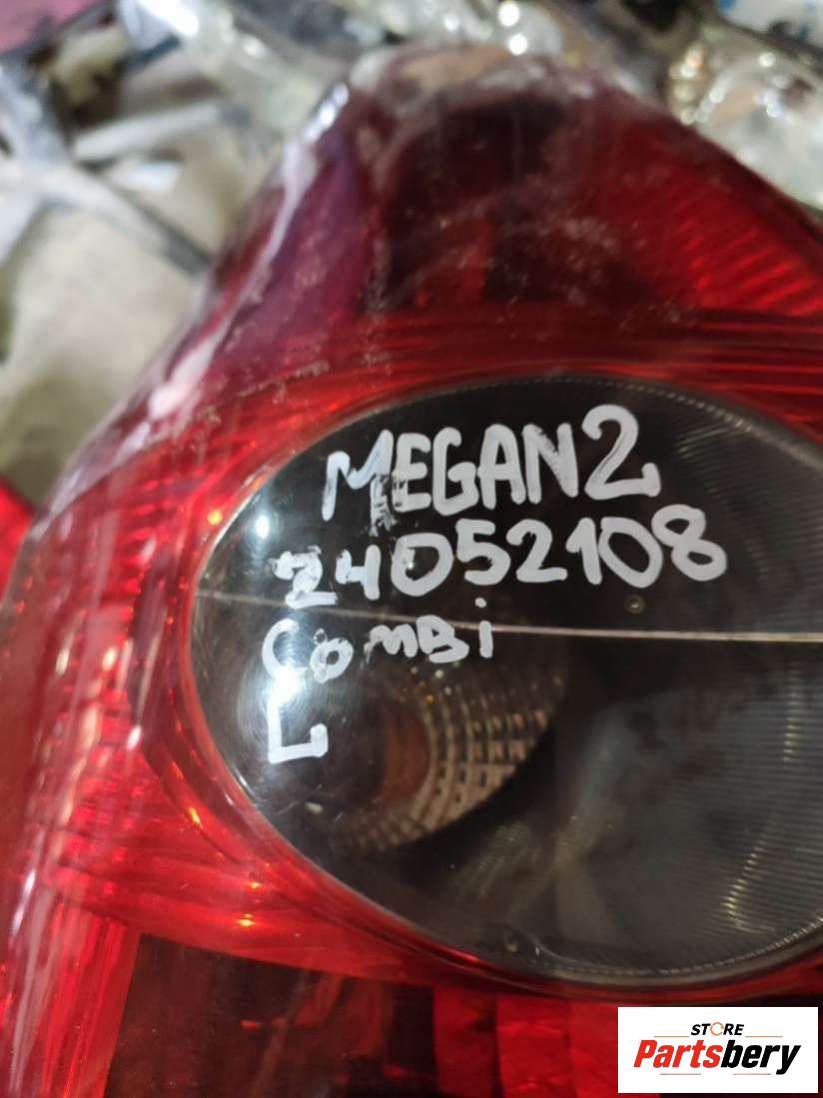 MEGAN2
24052108
COMBi
L
STORE
Partsbery